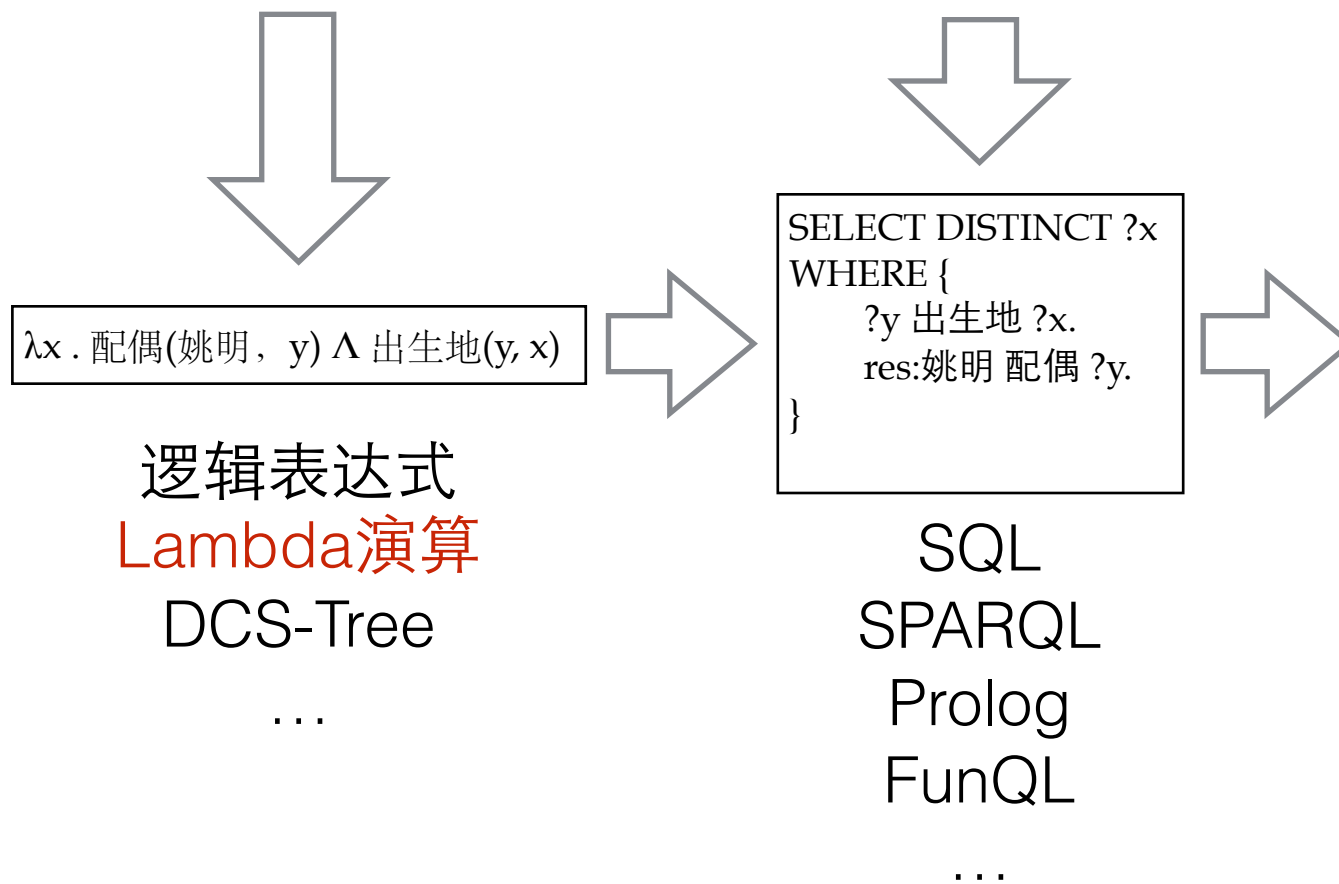 λx . 配偶(姚明，y) Λ 出生地(y, x)
逻辑表达式
Lambda演算
DCS-Tree
...
SELECT DISTINCT ?x
WHERE {
?y 出生地 ?x.
res:姚明 配偶 ?y.
}
SQL
SPARQL
Prolog
FunQL
...